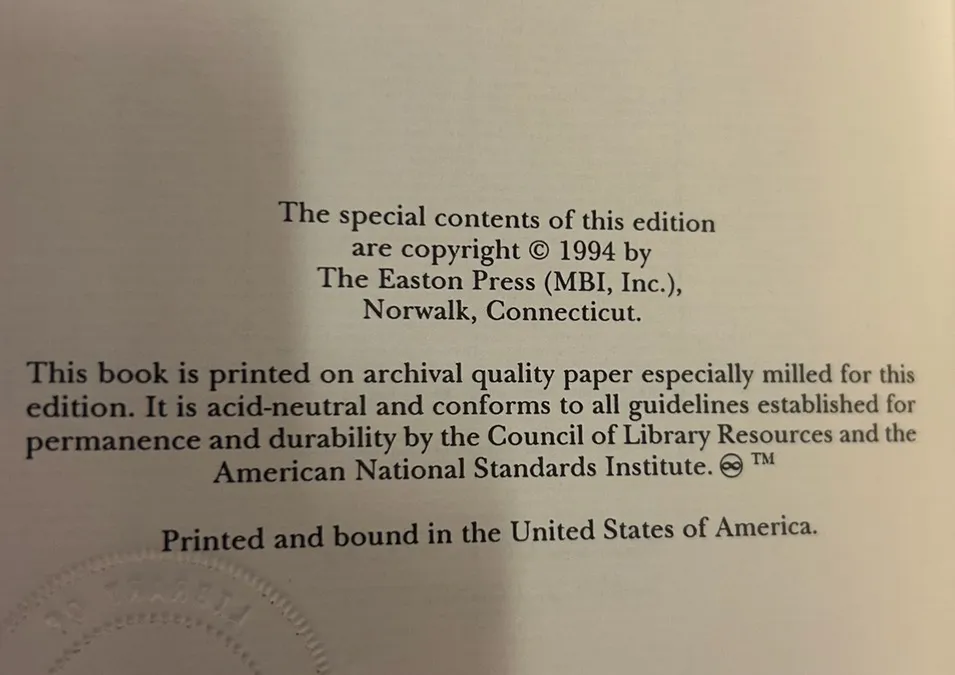 The special contents of this edition
are copyright © 1994 by
The Easton Press (MBI, Inc.),
Norwalk, Connecticut.
This book is printed on archival quality paper especially milled for this
edition. It is acid-neutral and conforms to all guidelines established for
permanence and durability by the Council of Library Resources and the
American National Standards Institute. ♾ ™
Printed and bound in the United States of America.